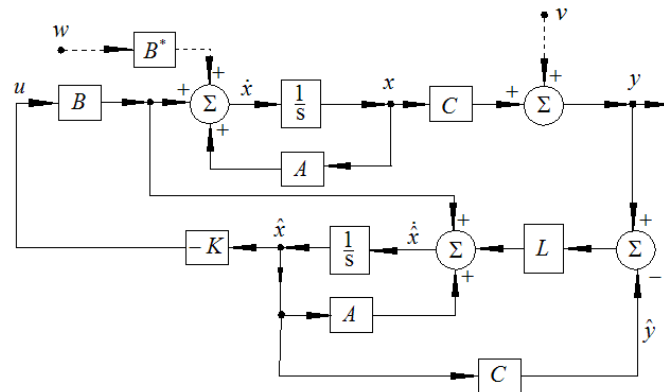 w
B*
v
u
B
+
+
+
Σ
ẋ
1/s
x
C
+
+
Σ
y
A
−K
x̂
1/s
x̂̇
+
+
Σ
L
+
−
Σ
A
C
ŷ